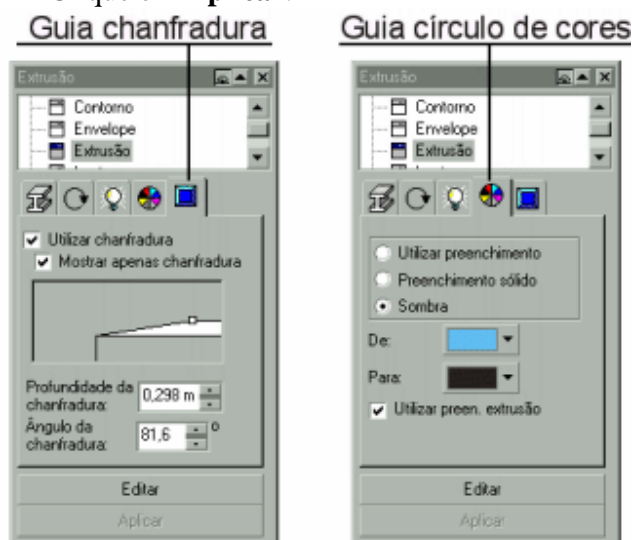 Guia chanfradura
Guia círculo de cores
Extrusão
Contorno
Envelope
Extrusão
Utilizar chanfradura
Mostrar apenas chanfradura
Profundidade da
chanfradura:
0,298 m
Ângulo da
chanfradura:
81,6 °
Editar
Aplicar
Extrusão
Contorno
Envelope
Extrusão
Utilizar preenchimento
Preenchimento sólido
Sombra
De:
Para:
Utilizar preen. extrusão
Editar
Aplicar